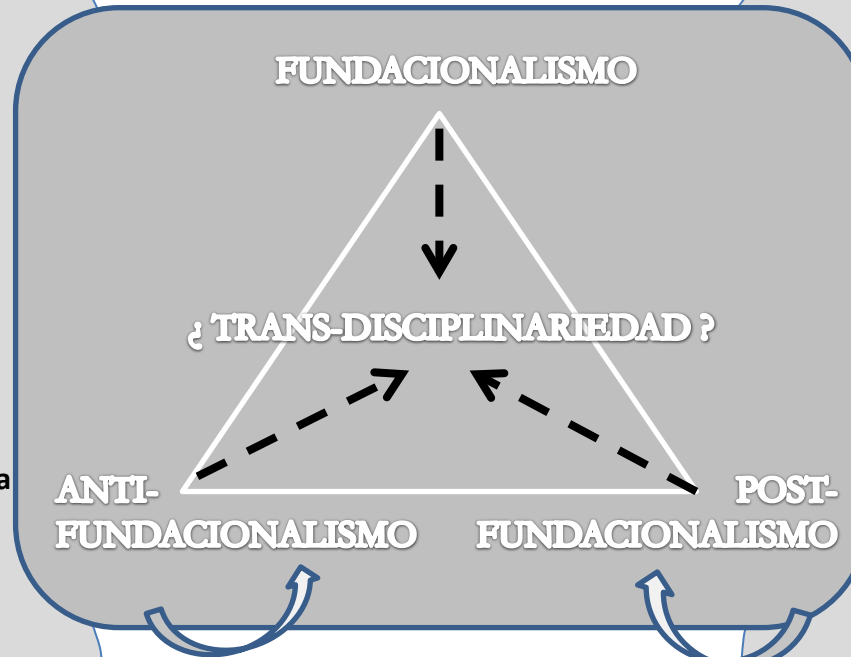 FUNDACIONALISMO
¿ TRANS-DISCIPLINARIEDAD ?
a
ANTI-
FUNDACIONALISMO
POST-
FUNDACIONALISMO